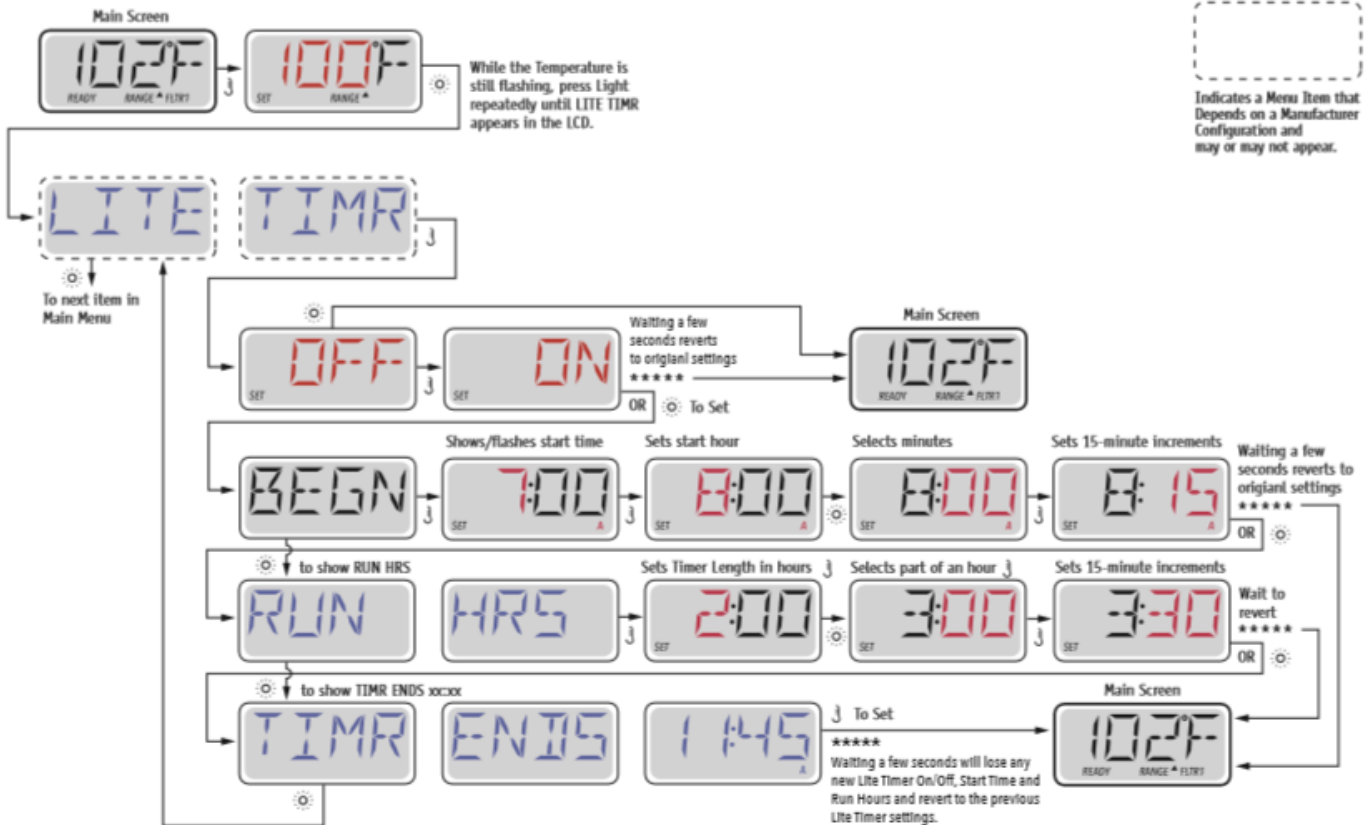 Main Screen
102°F
READY RANGE FLTR1
100°F
SET RANGE
While the Temperature is
still flashing, press Light
repeatedly until LITE TIMR
appears in the LCD.
Indicates a Menu Item that
Depends on a Manufacturer
Configuration and
may or may not appear.
LITE
TIMR
To next item in
Main Menu
OFF
SET
ON
SET
Waiting a few
seconds reverts
to origianl settings
*****
OR To Set
Main Screen
102°F
READY RANGE FLTR1
BEGN
Shows/flashes start time
7:00
SET A
Sets start hour
8:00
SET A
Selects minutes
8:00
SET A
Sets 15-minute increments
8:15
SET A
Waiting a few
seconds reverts to
origianl settings
*****
OR
to show RUN HRS
RUN
HRS
Sets Timer Length in hours
2:00
SET
Selects part of an hour
3:00
SET
Sets 15-minute increments
3:30
SET
Wait to
revert
*****
OR
to show TIMR ENDS xx:xx
TIMR
ENDS
11:45
A
To Set
*****
Waiting a few seconds will lose any
new Lite Timer On/Off, Start Time and
Run Hours and revert to the previous
Lite Timer settings.
Main Screen
102°F
READY RANGE FLTR1